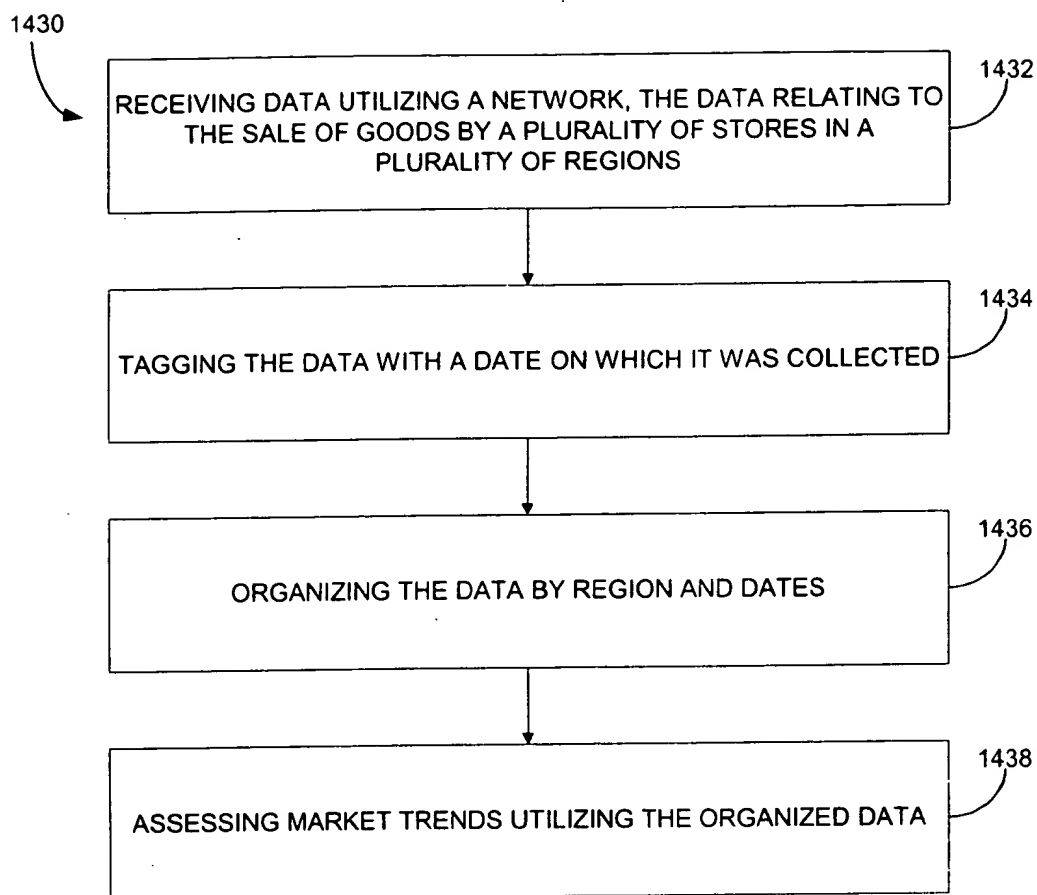 1430
1432
RECEIVING DATA UTILIZING A NETWORK, THE DATA RELATING TO
THE SALE OF GOODS BY A PLURALITY OF STORES IN A
PLURALITY OF REGIONS
1434
TAGGING THE DATA WITH A DATE ON WHICH IT WAS COLLECTED
1436
ORGANIZING THE DATA BY REGION AND DATES
1438
ASSESSING MARKET TRENDS UTILIZING THE ORGANIZED DATA